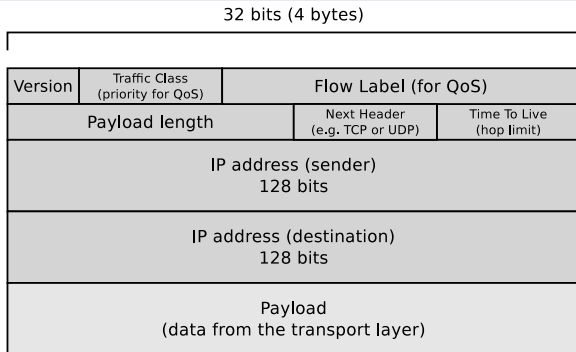 32 bits (4 bytes)
Version
Traffic Class
(priority for QoS)
Flow Label (for QoS)
Payload length
Next Header
(e.g. TCP or UDP)
Time To Live
(hop limit)
IP address (sender)
128 bits
IP address (destination)
128 bits
Payload
(data from the transport layer)